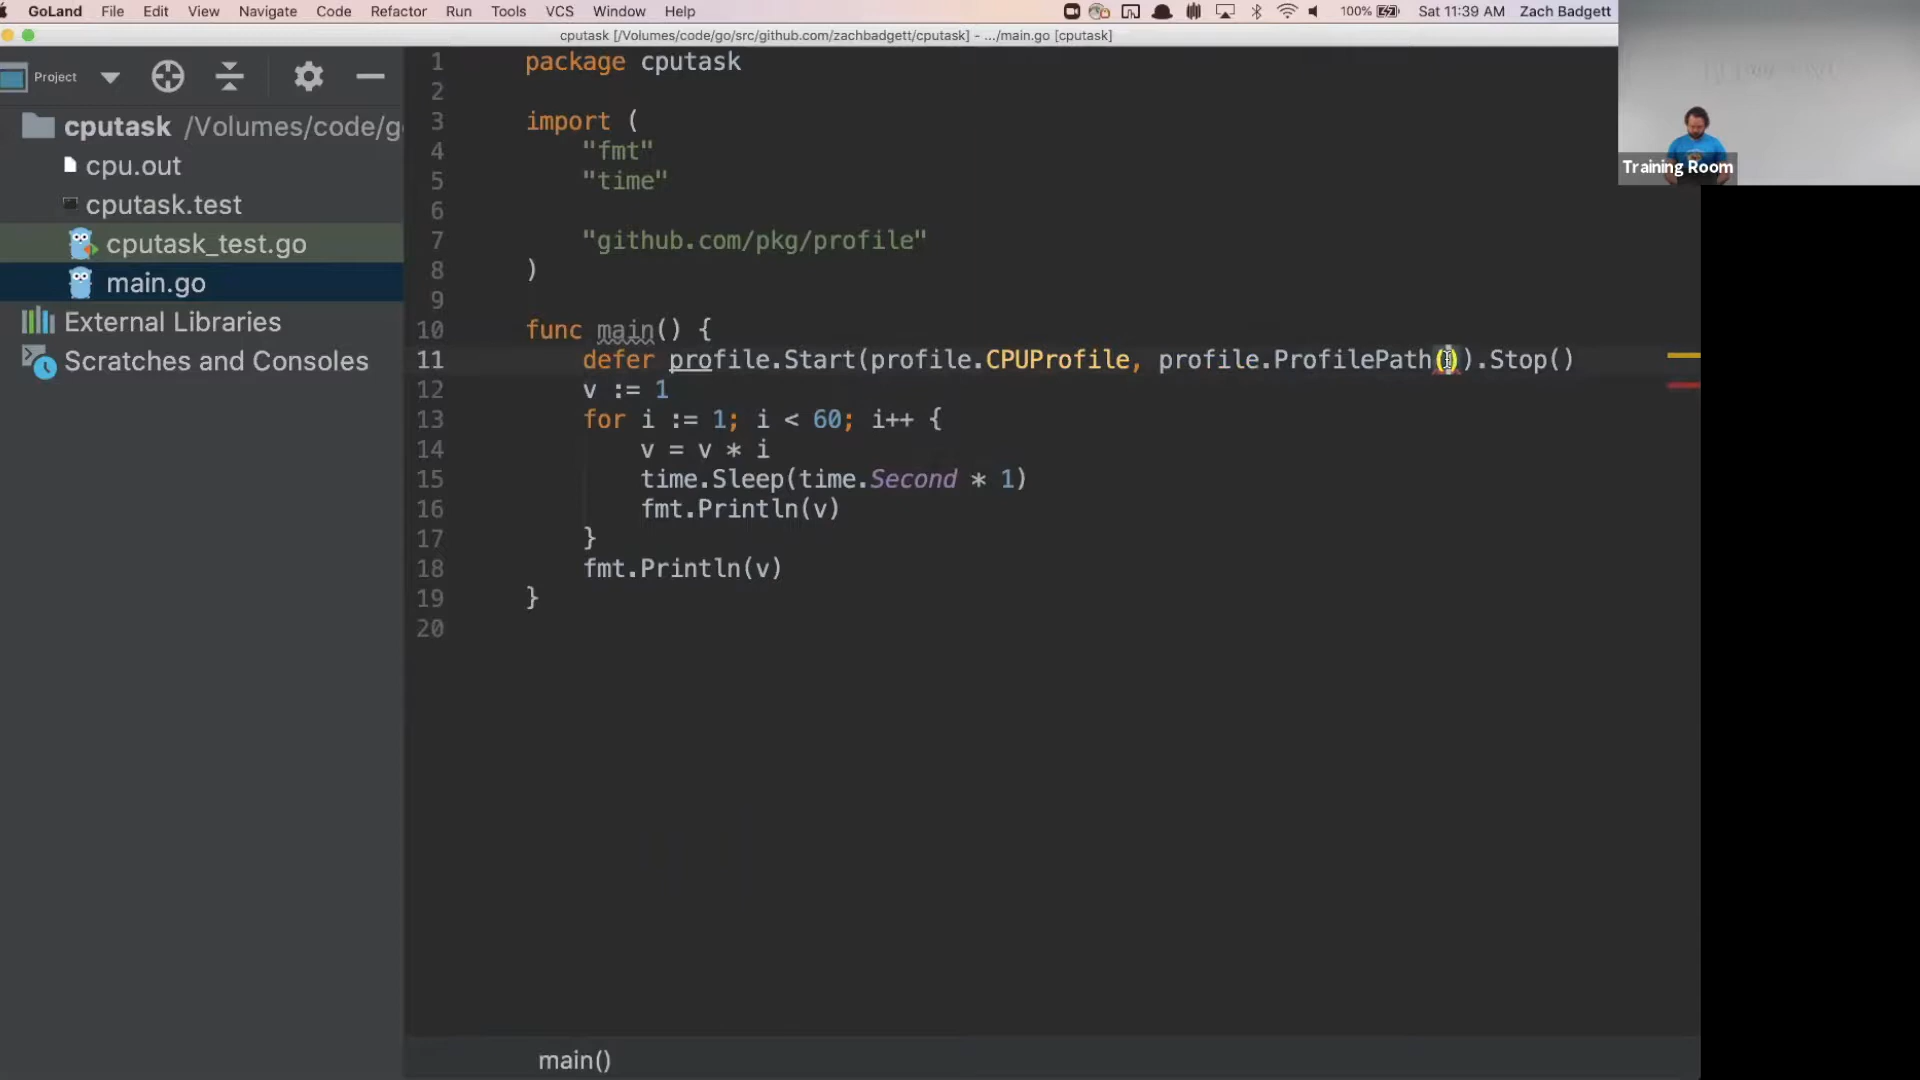 GoLand File Edit View Navigate Code Refactor Run Tools VCS Window Help 100% Sat 11:39 AM Zach Badgett
cputask [/Volumes/code/go/src/github.com/zachbadgett/cputask] - .../main.go [cputask]
Project
cputask /Volumes/code/g
cpu.out
cputask.test
cputask_test.go
main.go
External Libraries
Scratches and Consoles
1 package cputask
2
3 import (
4 "fmt"
5 "time"
6
7 "github.com/pkg/profile"
8 )
9
10 func main() {
11 defer profile.Start(profile.CPUProfile, profile.ProfilePath()).Stop()
12 v := 1
13 for i := 1; i < 60; i++ {
14 v = v * i
15 time.Sleep(time.Second * 1)
16 fmt.Println(v)
17 }
18 fmt.Println(v)
19 }
20
main()
Training Room